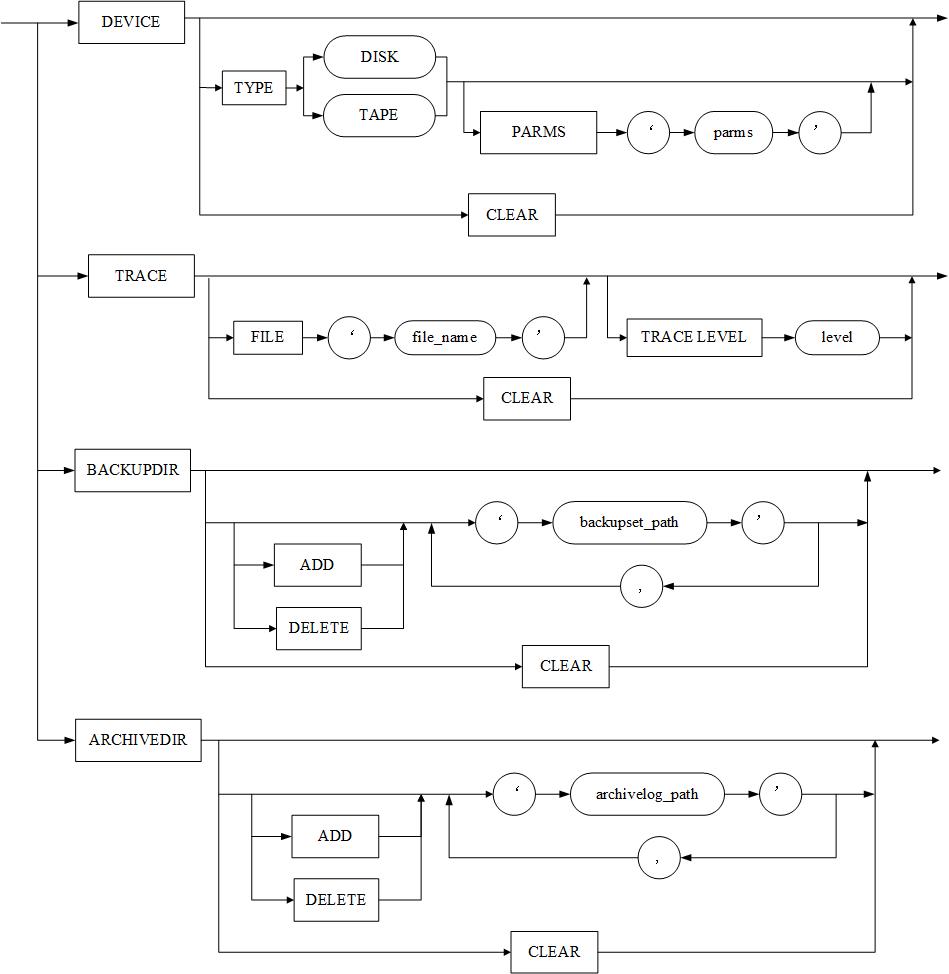 DEVICE
DISK
TYPE
TAPE
PARMS ‘ parms ’
CLEAR
TRACE
FILE ‘ file_name ’ TRACE LEVEL level
CLEAR
BACKUPDIR
‘ backupset_path ’
ADD
,
DELETE
CLEAR
ARCHIVEDIR
‘ archivelog_path ’
ADD
,
DELETE
CLEAR